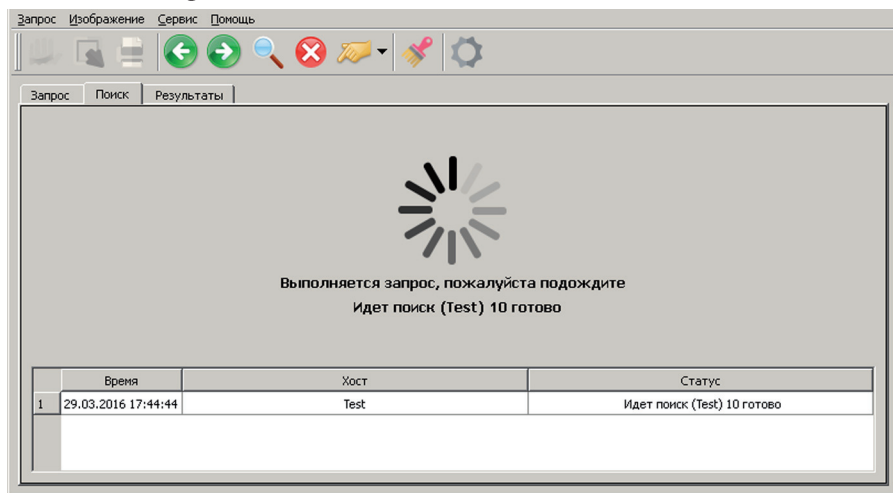 Запрос Изображение Сервис Помощь
Запрос Поиск Результаты
Выполняется запрос, пожалуйста подождите
Идет поиск (Test) 10 готово
Время Хост Статус
1 29.03.2016 17:44:44 Test Идет поиск (Test) 10 готово